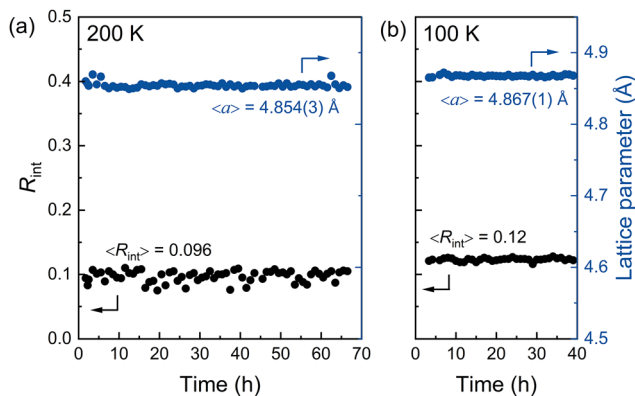 (a)
200 K
(b)
100 K
0.5
0.4
0.3
0.2
0.1
0.0
R_int
<a> = 4.854(3) Å
<R_int> = 0.096
0 10 20 30 40 50 60 70
Time (h)
<a> = 4.867(1) Å
<R_int> = 0.12
0 10 20 30 40
Time (h)
4.9
4.8
4.7
4.6
4.5
Lattice parameter (Å)